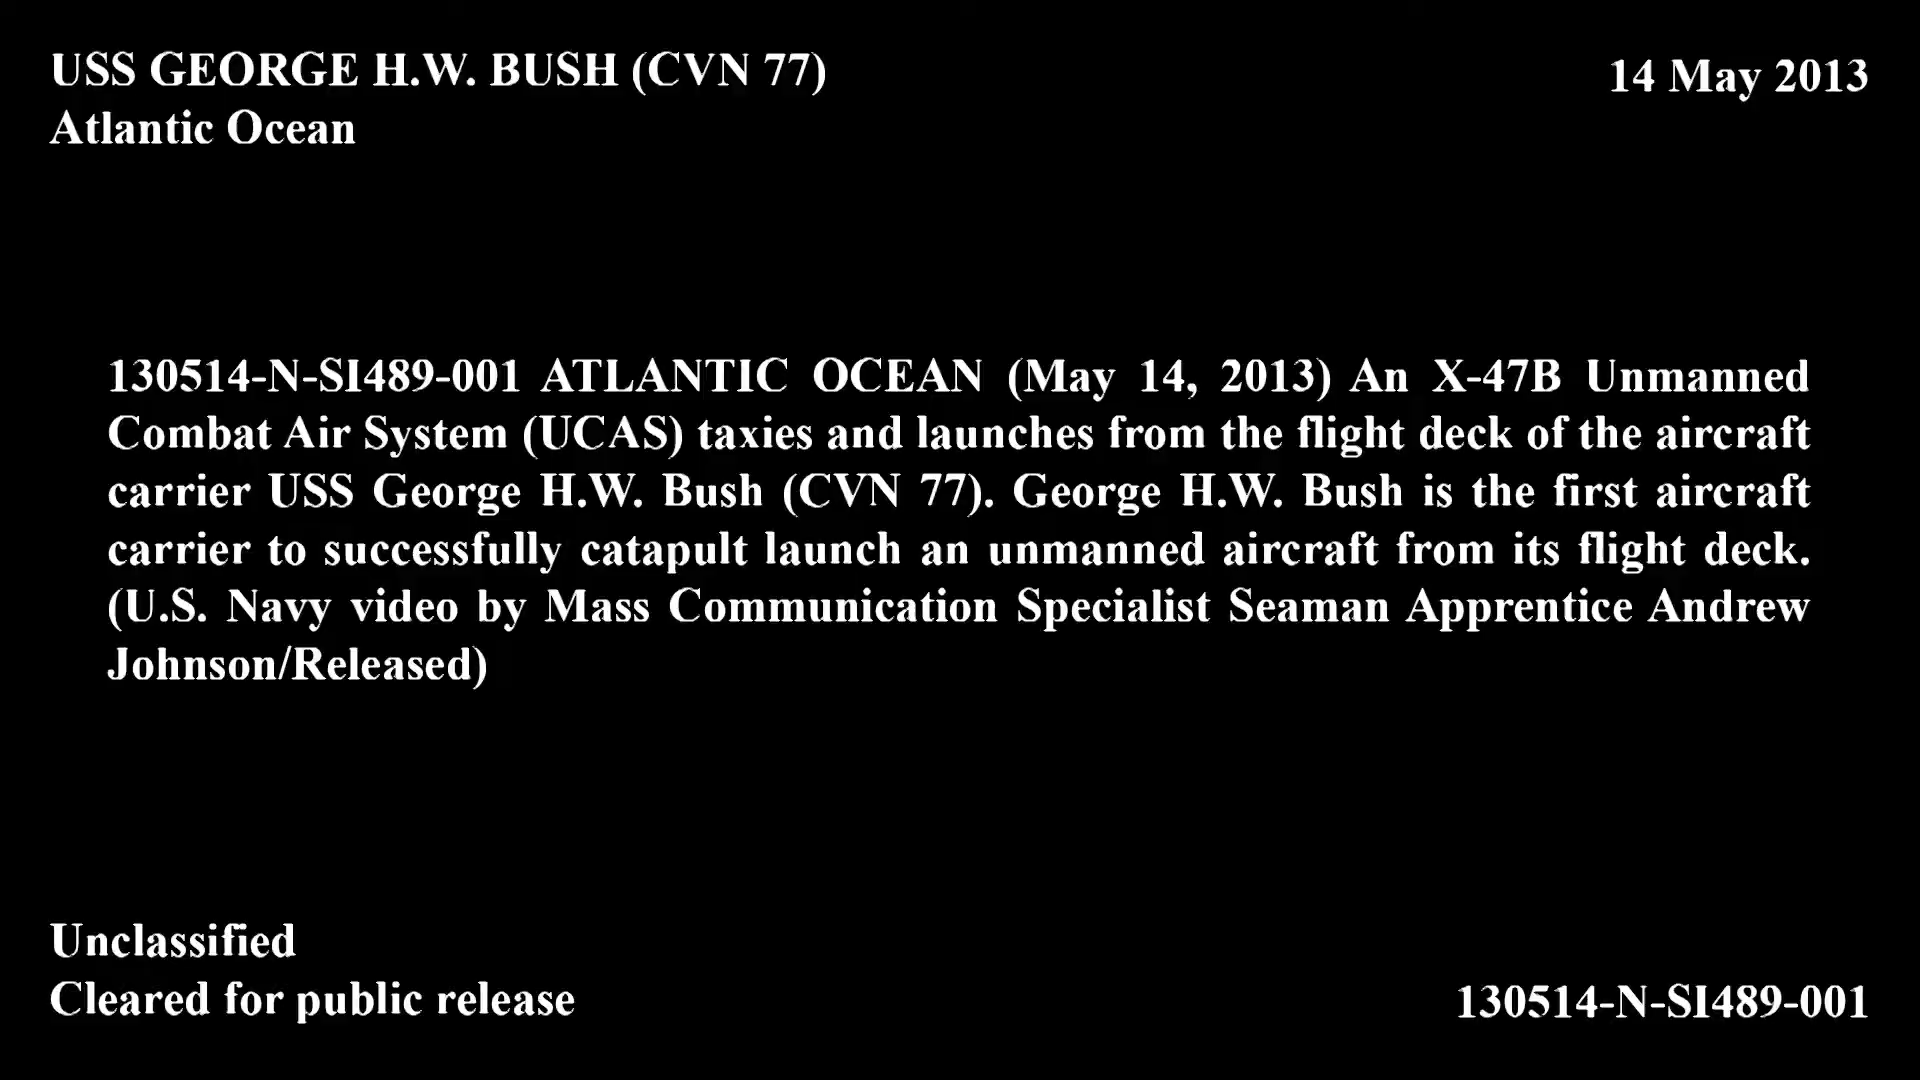 USS GEORGE H.W. BUSH (CVN 77)
Atlantic Ocean
14 May 2013
130514-N-SI489-001 ATLANTIC OCEAN (May 14, 2013) An X-47B Unmanned
Combat Air System (UCAS) taxies and launches from the flight deck of the aircraft
carrier USS George H.W. Bush (CVN 77). George H.W. Bush is the first aircraft
carrier to successfully catapult launch an unmanned aircraft from its flight deck.
(U.S. Navy video by Mass Communication Specialist Seaman Apprentice Andrew
Johnson/Released)
Unclassified
Cleared for public release
130514-N-SI489-001